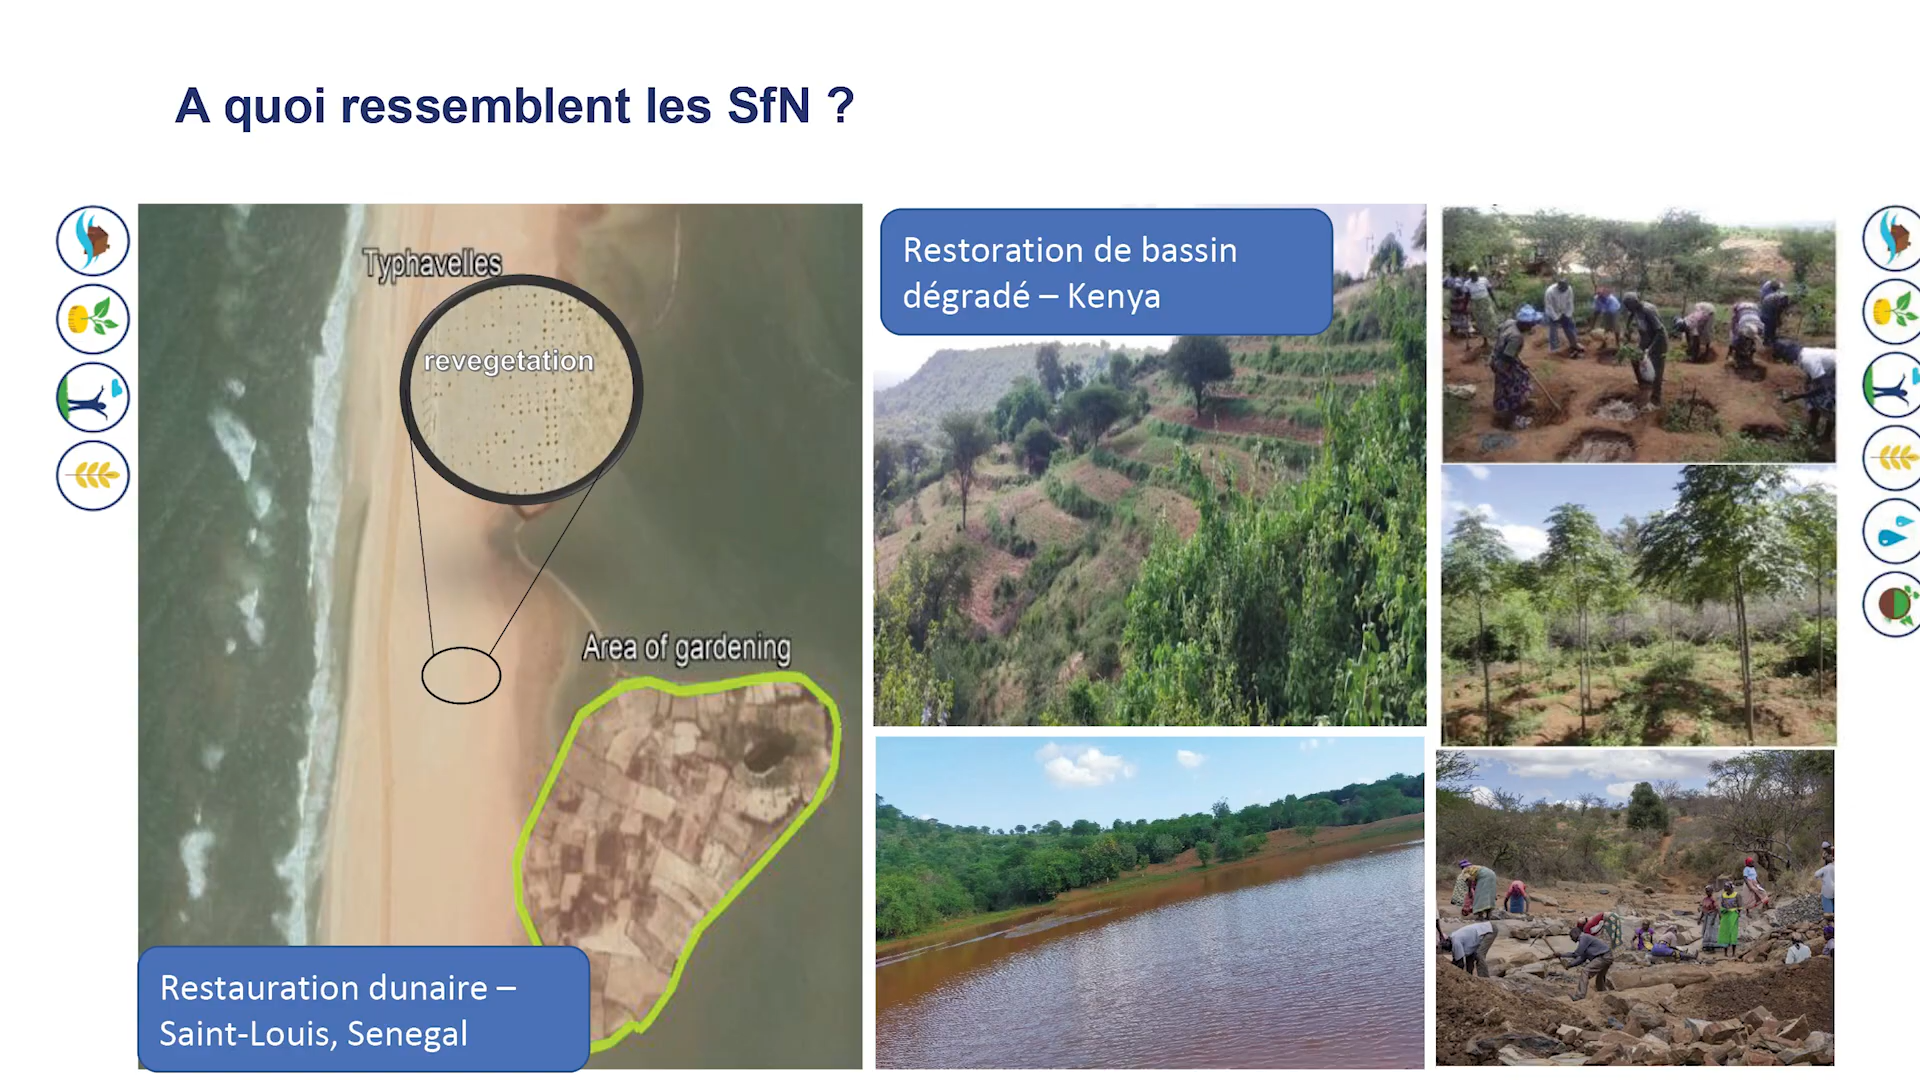 A quoi ressemblent les SfN ?
Typhavelles
revegetation
Area of gardening
Restauration dunaire –
Saint-Louis, Senegal
Restoration de bassin
dégradé – Kenya